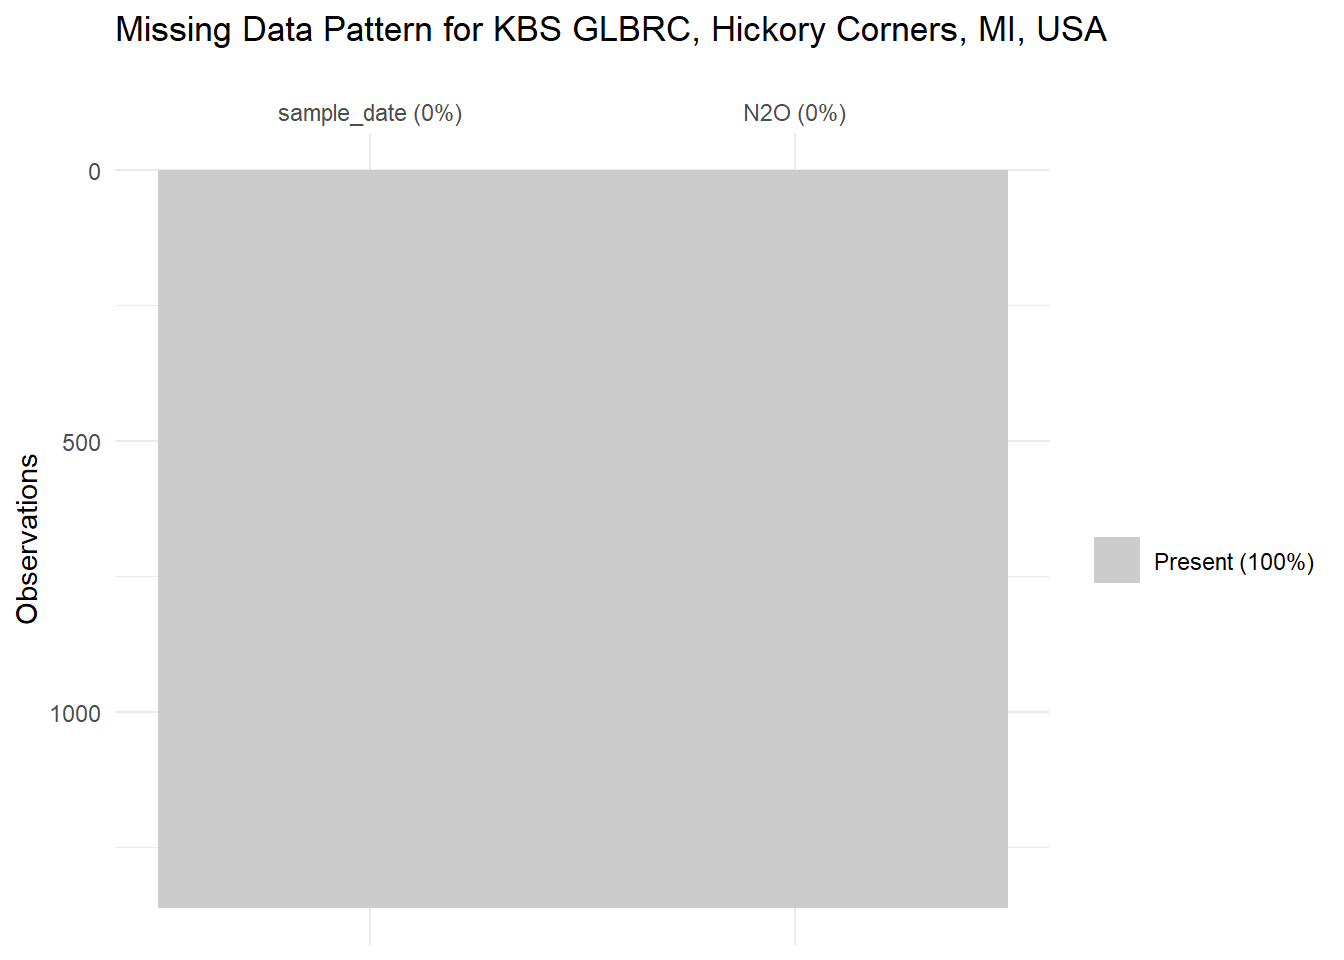 Missing Data Pattern for KBS GLBRC, Hickory Corners, MI, USA
sample_date (0%) N2O (0%)
0
500
1000
Observations
Present (100%)